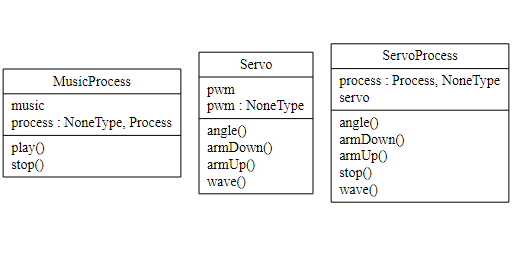 MusicProcess
music
process : NoneType, Process
play()
stop()
Servo
pwm
pwm : NoneType
angle()
armDown()
armUp()
wave()
ServoProcess
process : Process, NoneType
servo
angle()
armDown()
armUp()
stop()
wave()